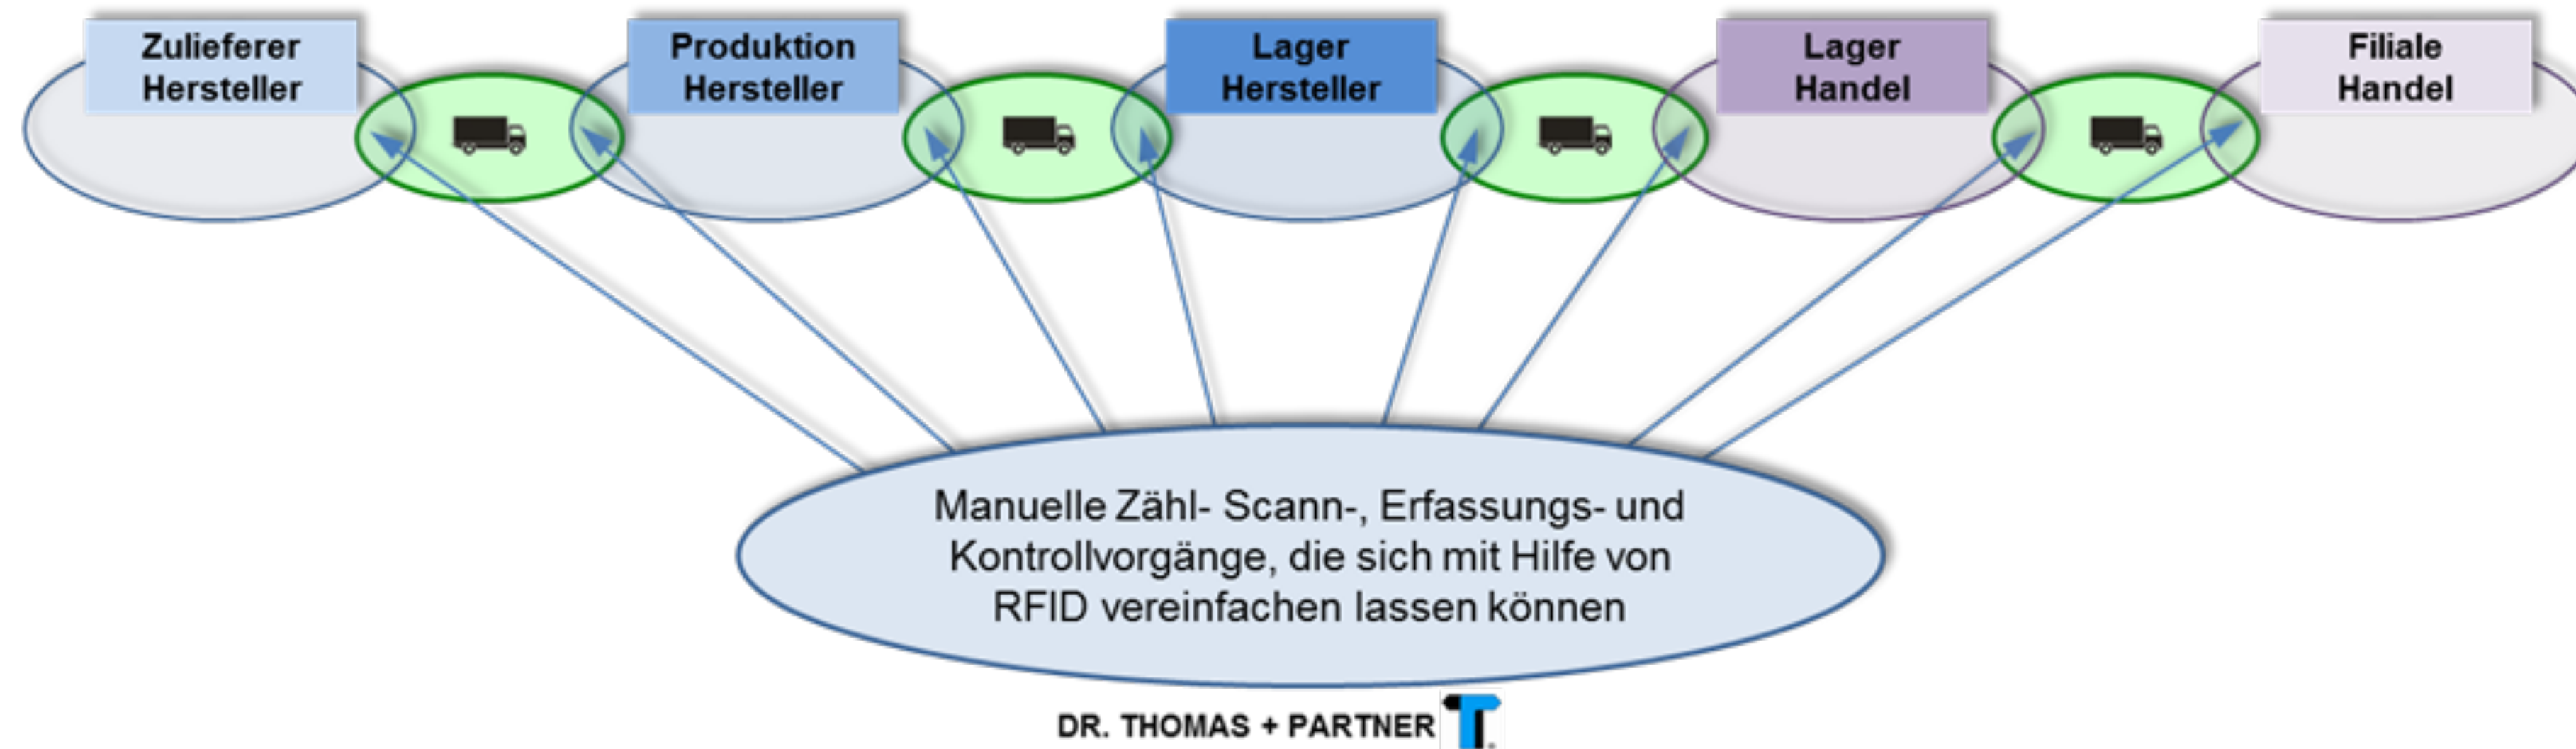 Zulieferer
Hersteller
Produktion
Hersteller
Lager
Hersteller
Lager
Handel
Filiale
Handel
Manuelle Zähl- Scann-, Erfassungs- und
Kontrollvorgänge, die sich mit Hilfe von
RFID vereinfachen lassen können
DR. THOMAS + PARTNER